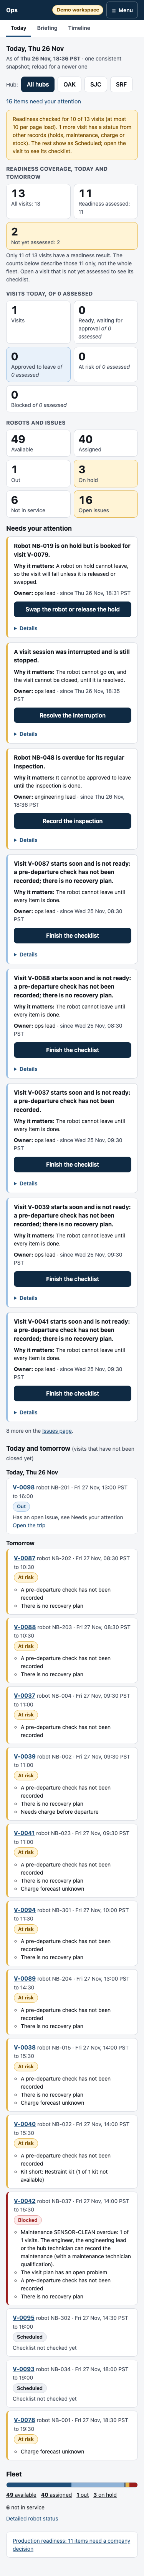 Ops
Demo workspace
≡ Menu
Today
Briefing
Timeline
Today, Thu 26 Nov
As of Thu 26 Nov, 18:36 PST · one consistent
snapshot; reload for a newer one
Hub:
All hubs
OAK
SJC
SRF
16 items need your attention
Readiness checked for 10 of 13 visits (at most
10 per page load). 1 more visit has a status from
other records (holds, maintenance, charge or
stock). The rest show as Scheduled; open the
visit to see its checklist.
READINESS COVERAGE, TODAY AND
TOMORROW
13
All visits: 13
11
Readiness assessed:
11
2
Not yet assessed: 2
Only 11 of 13 visits have a readiness result. The
counts below describe those 11 only, not the whole
fleet. Open a visit that is not yet assessed to see its
checklist.
VISITS TODAY, OF 0 ASSESSED
1
Visits
0
Ready, waiting for
approval of 0
assessed
0
Approved to leave of
0 assessed
0
At risk of 0 assessed
0
Blocked of 0 assessed
ROBOTS AND ISSUES
49
Available
40
Assigned
1
Out
3
On hold
6
Not in service
16
Open issues
Needs your attention
Robot NB-019 is on hold but is booked for
visit V-0079.
Why it matters: A robot on hold cannot leave,
so the visit will fail unless it is released or
swapped.
Owner: ops lead · since Thu 26 Nov, 18:31 PST
Swap the robot or release the hold
▸ Details
A visit session was interrupted and is still
stopped.
Why it matters: The robot cannot go on, and
the visit cannot be closed, until it is resolved.
Owner: ops lead · since Thu 26 Nov, 18:35
PST
Resolve the interruption
▸ Details
Robot NB-048 is overdue for its regular
inspection.
Why it matters: It cannot be approved to leave
until the inspection is done.
Owner: engineering lead · since Thu 26 Nov,
18:36 PST
Record the inspection
▸ Details
Visit V-0087 starts soon and is not ready:
a pre-departure check has not been
recorded; there is no recovery plan.
Why it matters: The robot cannot leave until
every item is done.
Owner: ops lead · since Wed 25 Nov, 08:30
PST
Finish the checklist
▸ Details
Visit V-0088 starts soon and is not ready:
a pre-departure check has not been
recorded; there is no recovery plan.
Why it matters: The robot cannot leave until
every item is done.
Owner: ops lead · since Wed 25 Nov, 08:30
PST
Finish the checklist
▸ Details
Visit V-0037 starts soon and is not ready:
a pre-departure check has not been
recorded.
Why it matters: The robot cannot leave until
every item is done.
Owner: ops lead · since Wed 25 Nov, 09:30
PST
Finish the checklist
▸ Details
Visit V-0039 starts soon and is not ready:
a pre-departure check has not been
recorded; there is no recovery plan.
Why it matters: The robot cannot leave until
every item is done.
Owner: ops lead · since Wed 25 Nov, 09:30
PST
Finish the checklist
▸ Details
Visit V-0041 starts soon and is not ready:
a pre-departure check has not been
recorded; there is no recovery plan.
Why it matters: The robot cannot leave until
every item is done.
Owner: ops lead · since Wed 25 Nov, 09:30
PST
Finish the checklist
▸ Details
8 more on the Issues page.
Today and tomorrow (visits that have not been
closed yet)
Today, Thu 26 Nov
V-0098 robot NB-201 · Fri 27 Nov, 13:00 PST
to 16:00
Out
Has an open issue, see Needs your attention
Open the trip
Tomorrow
V-0087 robot NB-202 · Fri 27 Nov, 08:30 PST
to 10:30
At risk
A pre-departure check has not been
recorded
There is no recovery plan
V-0088 robot NB-203 · Fri 27 Nov, 08:30 PST
to 10:30
At risk
A pre-departure check has not been
recorded
There is no recovery plan
V-0037 robot NB-004 · Fri 27 Nov, 09:30 PST
to 11:00
At risk
A pre-departure check has not been
recorded
V-0039 robot NB-002 · Fri 27 Nov, 09:30 PST
to 11:00
At risk
A pre-departure check has not been
recorded
There is no recovery plan
Needs charge before departure
V-0041 robot NB-023 · Fri 27 Nov, 09:30 PST
to 11:00
At risk
A pre-departure check has not been
recorded
There is no recovery plan
Charge forecast unknown
V-0094 robot NB-301 · Fri 27 Nov, 10:00 PST
to 11:30
At risk
A pre-departure check has not been
recorded
There is no recovery plan
V-0089 robot NB-204 · Fri 27 Nov, 13:00 PST
to 14:30
At risk
A pre-departure check has not been
recorded
There is no recovery plan
V-0038 robot NB-015 · Fri 27 Nov, 14:00 PST
to 15:30
At risk
A pre-departure check has not been
recorded
There is no recovery plan
Charge forecast unknown
V-0040 robot NB-022 · Fri 27 Nov, 14:00 PST
to 15:30
At risk
A pre-departure check has not been
recorded
Kit short: Restraint kit (1 of 1 kit not
available)
V-0042 robot NB-037 · Fri 27 Nov, 14:00 PST
to 15:30
Blocked
Maintenance SENSOR-CLEAN overdue: 1 of
1 visits. The engineer, the engineering lead
or the hub technician can record the
maintenance (with a maintenance technician
qualification).
The visit plan has an open problem
A pre-departure check has not been
recorded
There is no recovery plan
V-0095 robot NB-302 · Fri 27 Nov, 14:30 PST
to 16:00
Scheduled
Checklist not checked yet
V-0093 robot NB-034 · Fri 27 Nov, 18:00 PST
to 19:00
Scheduled
Checklist not checked yet
V-0078 robot NB-001 · Fri 27 Nov, 18:30 PST
to 19:30
At risk
Charge forecast unknown
Fleet
49 available 40 assigned 1 out 3 on hold
6 not in service
Detailed robot status
Production readiness: 11 items need a company
decision